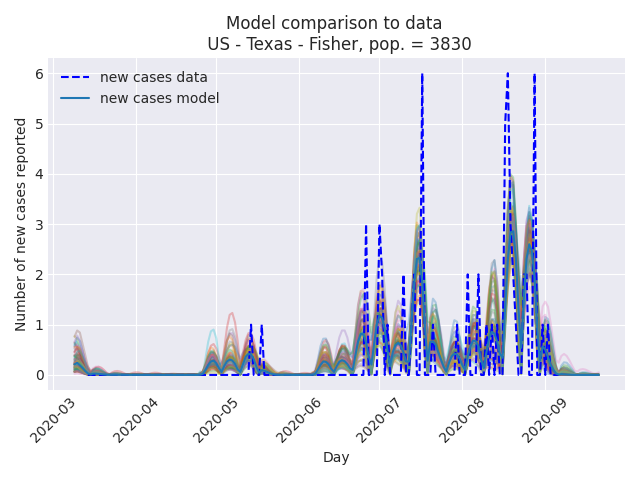 Model comparison to data
US - Texas - Fisher, pop. = 3830
new cases data
new cases model
Number of new cases reported
6
5
4
3
2
1
0
2020-03
2020-04
2020-05
2020-06
2020-07
2020-08
2020-09
Day